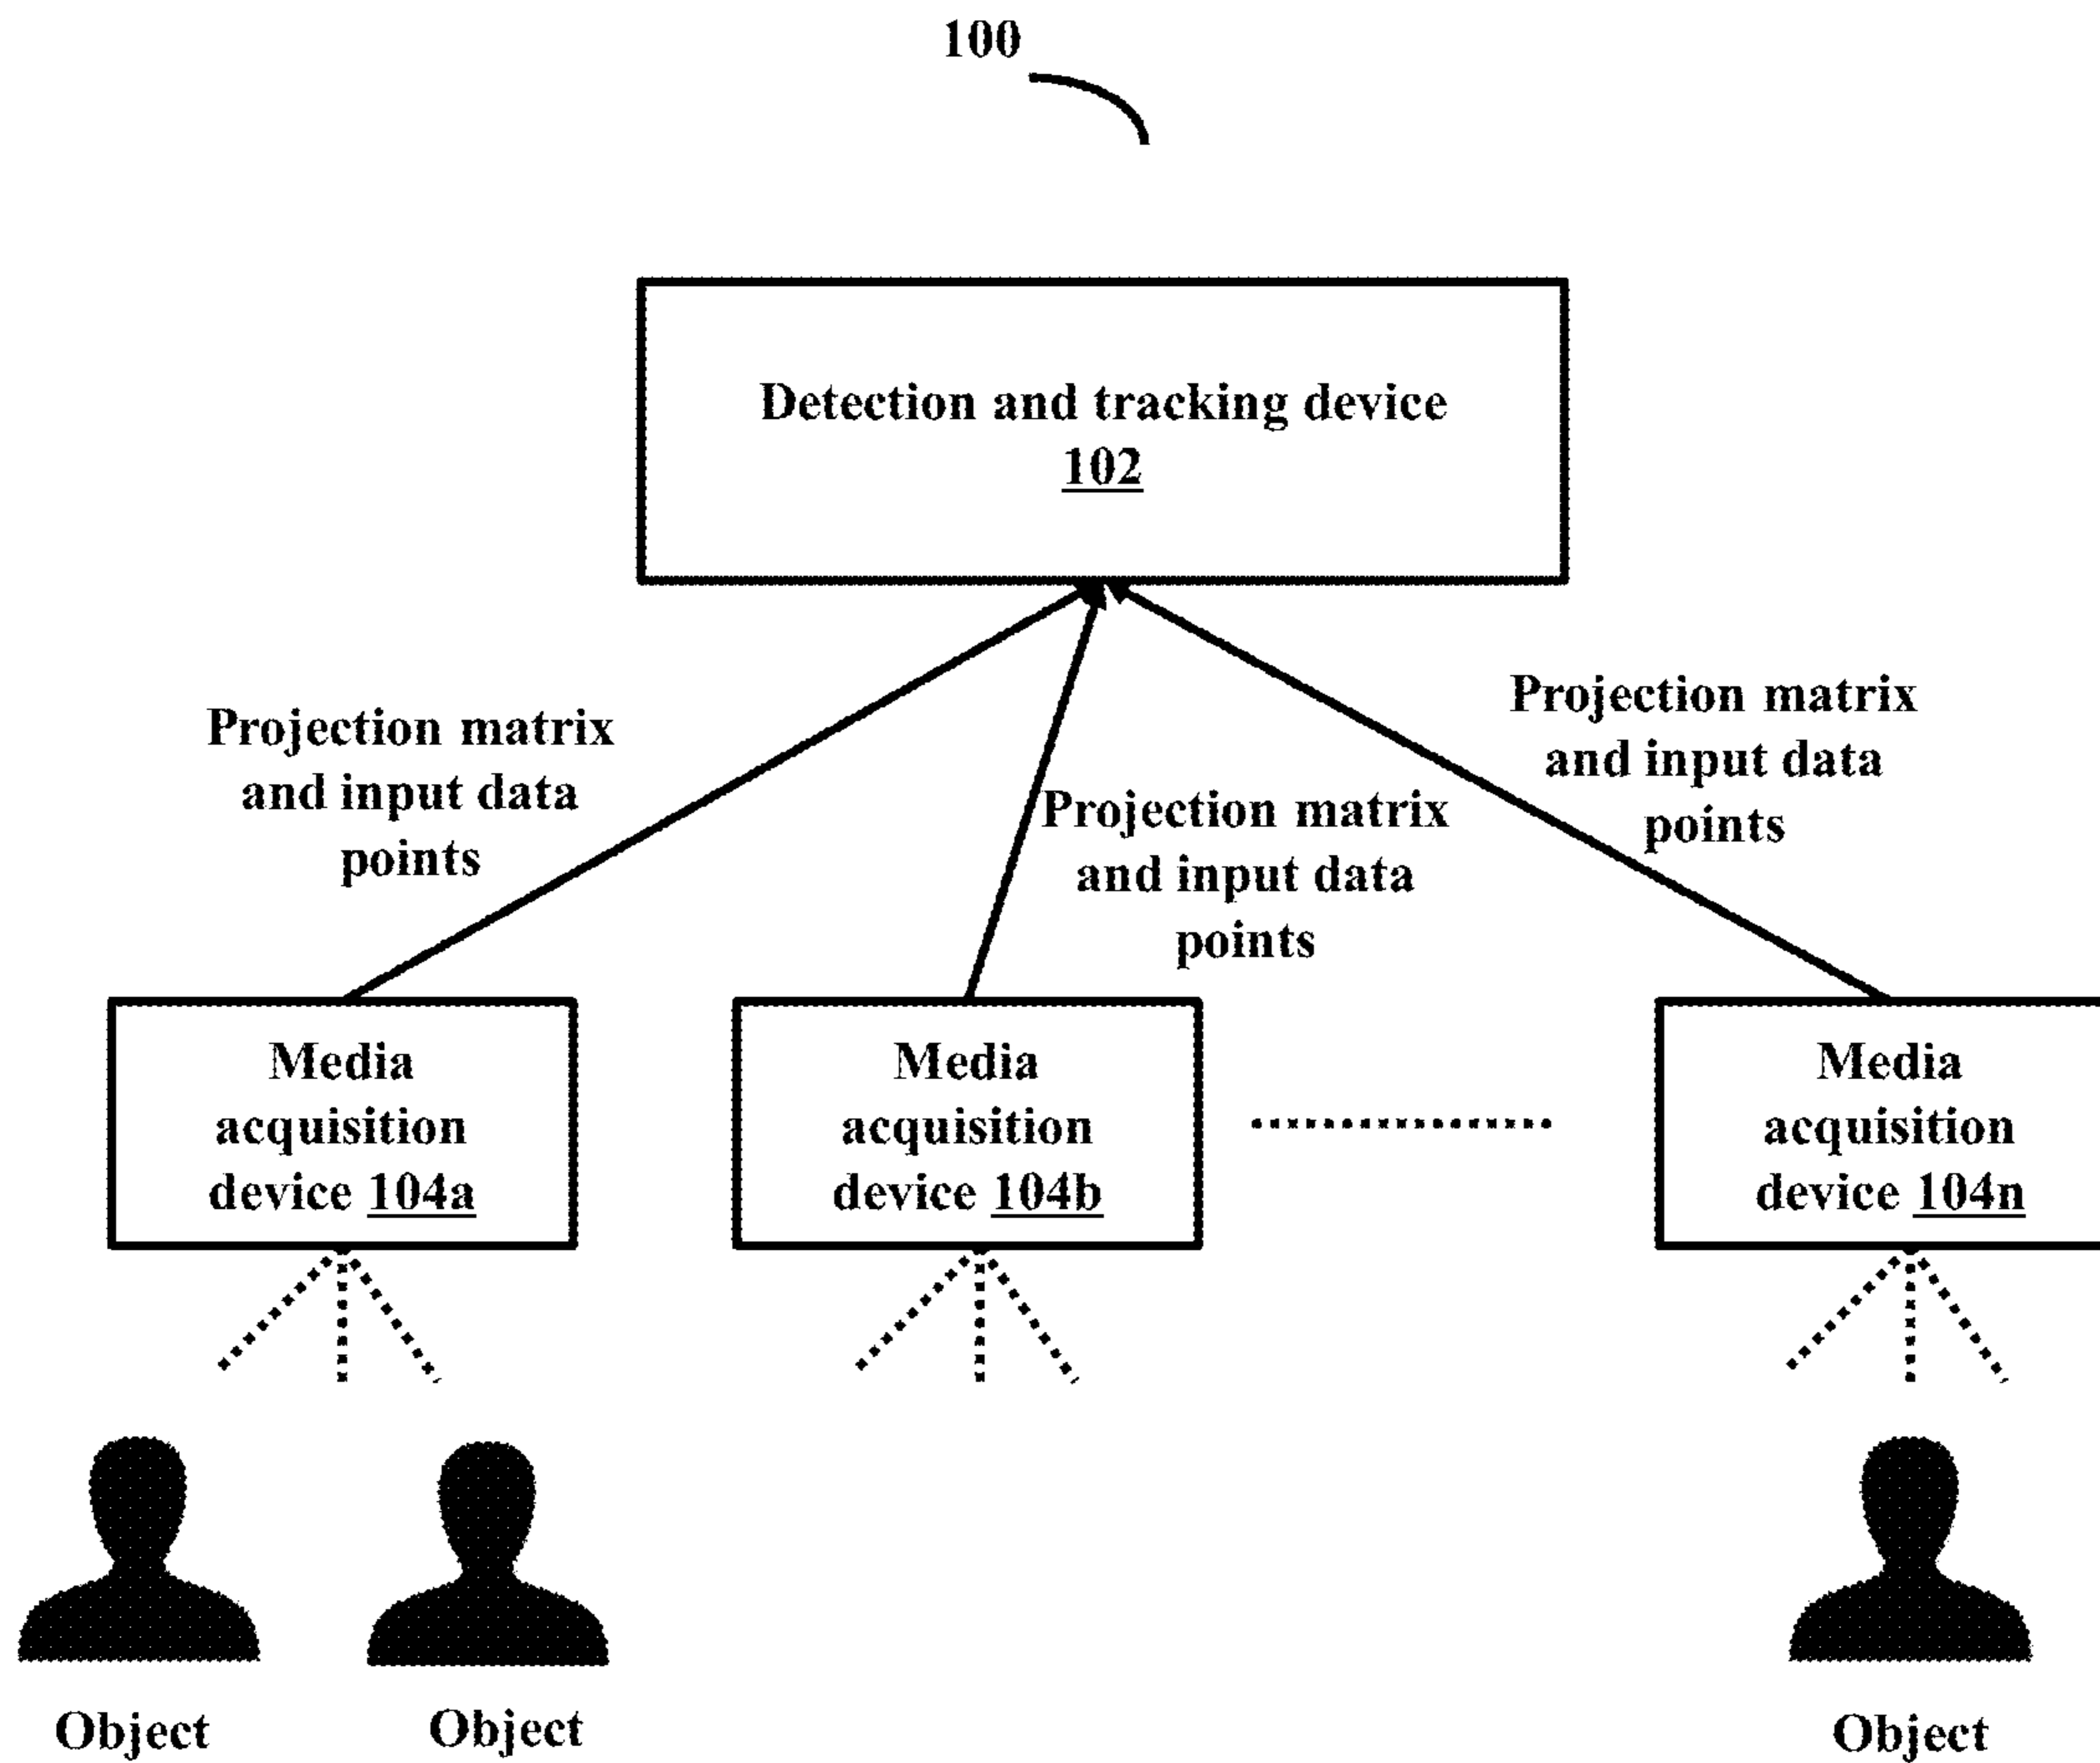 100
Detection and tracking device
102
Projection matrix
and input data
points
Projection matrix
and input data
points
Projection matrix
and input data
points
Media
acquisition
device 104a
Media
acquisition
device 104b
Media
acquisition
device 104n
Object
Object
Object